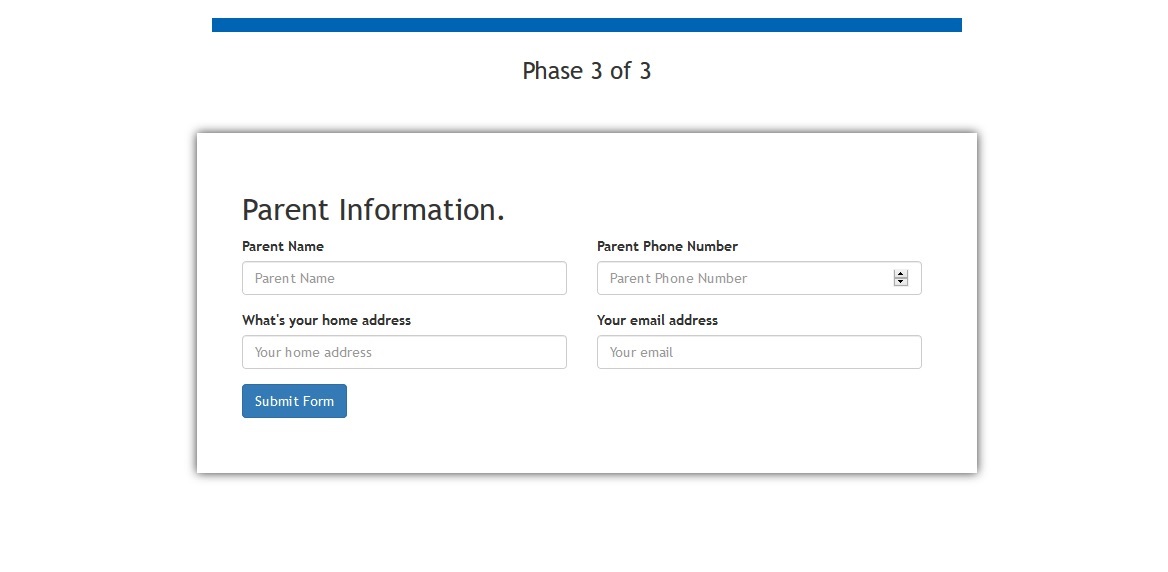 Phase 3 of 3
Parent Information.
Parent Name
Parent Phone Number
Parent Name
Parent Phone Number
What's your home address
Your email address
Your home address
Your email
Submit Form